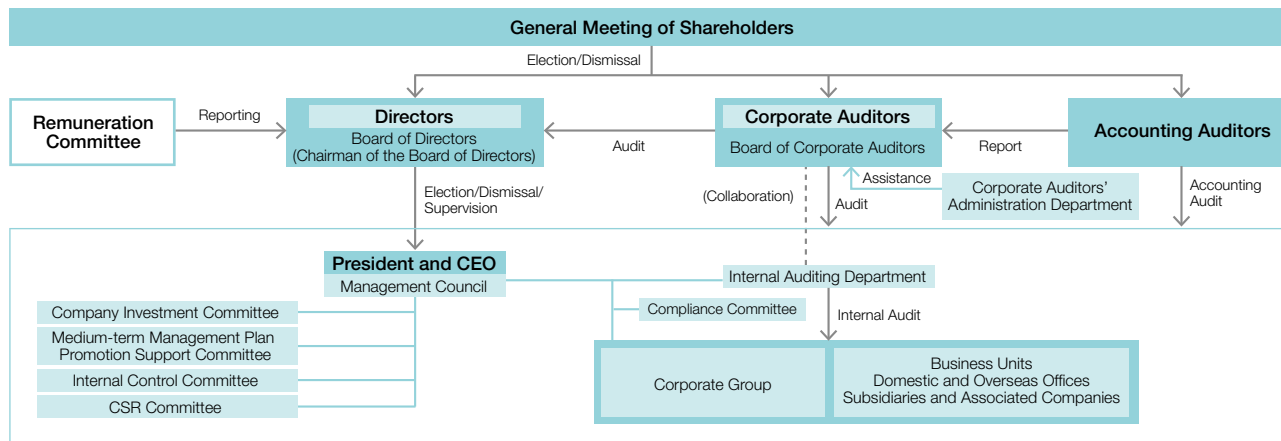 General Meeting of Shareholders
Election/Dismissal
Remuneration
Committee
Reporting
Directors
Board of Directors
(Chairman of the Board of Directors)
Audit
Corporate Auditors
Board of Corporate Auditors
Report
Accounting Auditors
Election/Dismissal/
Supervision
(Collaboration)
Audit
Assistance
Corporate Auditors'
Administration Department
Accounting
Audit
President and CEO
Management Council
Internal Auditing Department
Company Investment Committee
Medium-term Management Plan
Promotion Support Committee
Internal Control Committee
CSR Committee
Compliance Committee
Internal Audit
Corporate Group
Business Units
Domestic and Overseas Offices
Subsidiaries and Associated Companies